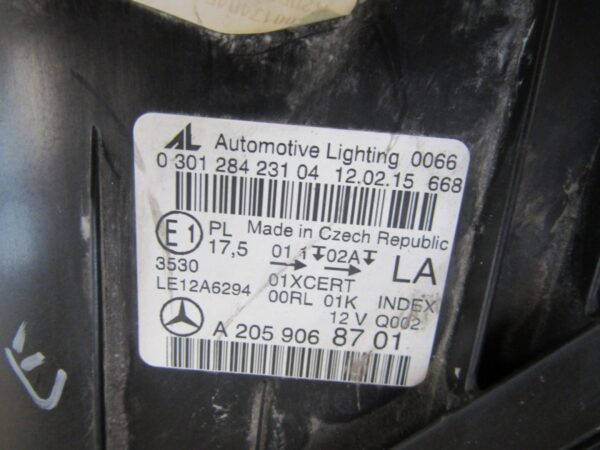 AL Automotive Lighting 0066
0 301 284 231 04 12.02.15 668
E1 PL Made in Czech Republic
17,5 01 1 02A LA
3530 01XCERT
LE12A6294 00RL 01K INDEX
12 V Q002
A 205 906 87 01